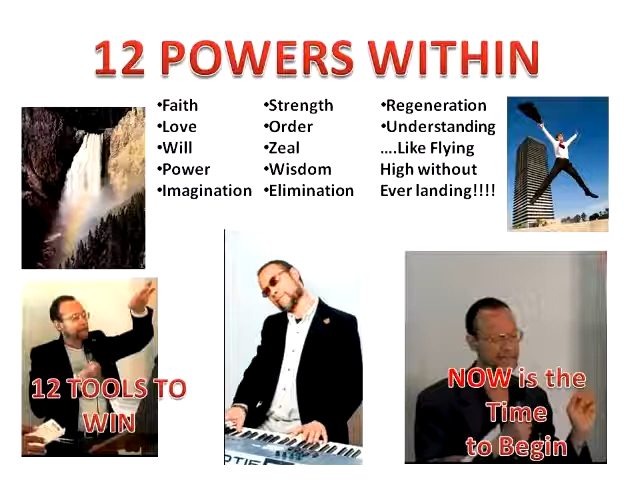 12 POWERS WITHIN
•Faith
•Love
•Will
•Power
•Imagination
•Strength
•Order
•Zeal
•Wisdom
•Elimination
•Regeneration
•Understanding
....Like Flying
High without
Ever landing!!!!
12 TOOLS TO
WIN
NOW is the
Time
to Begin